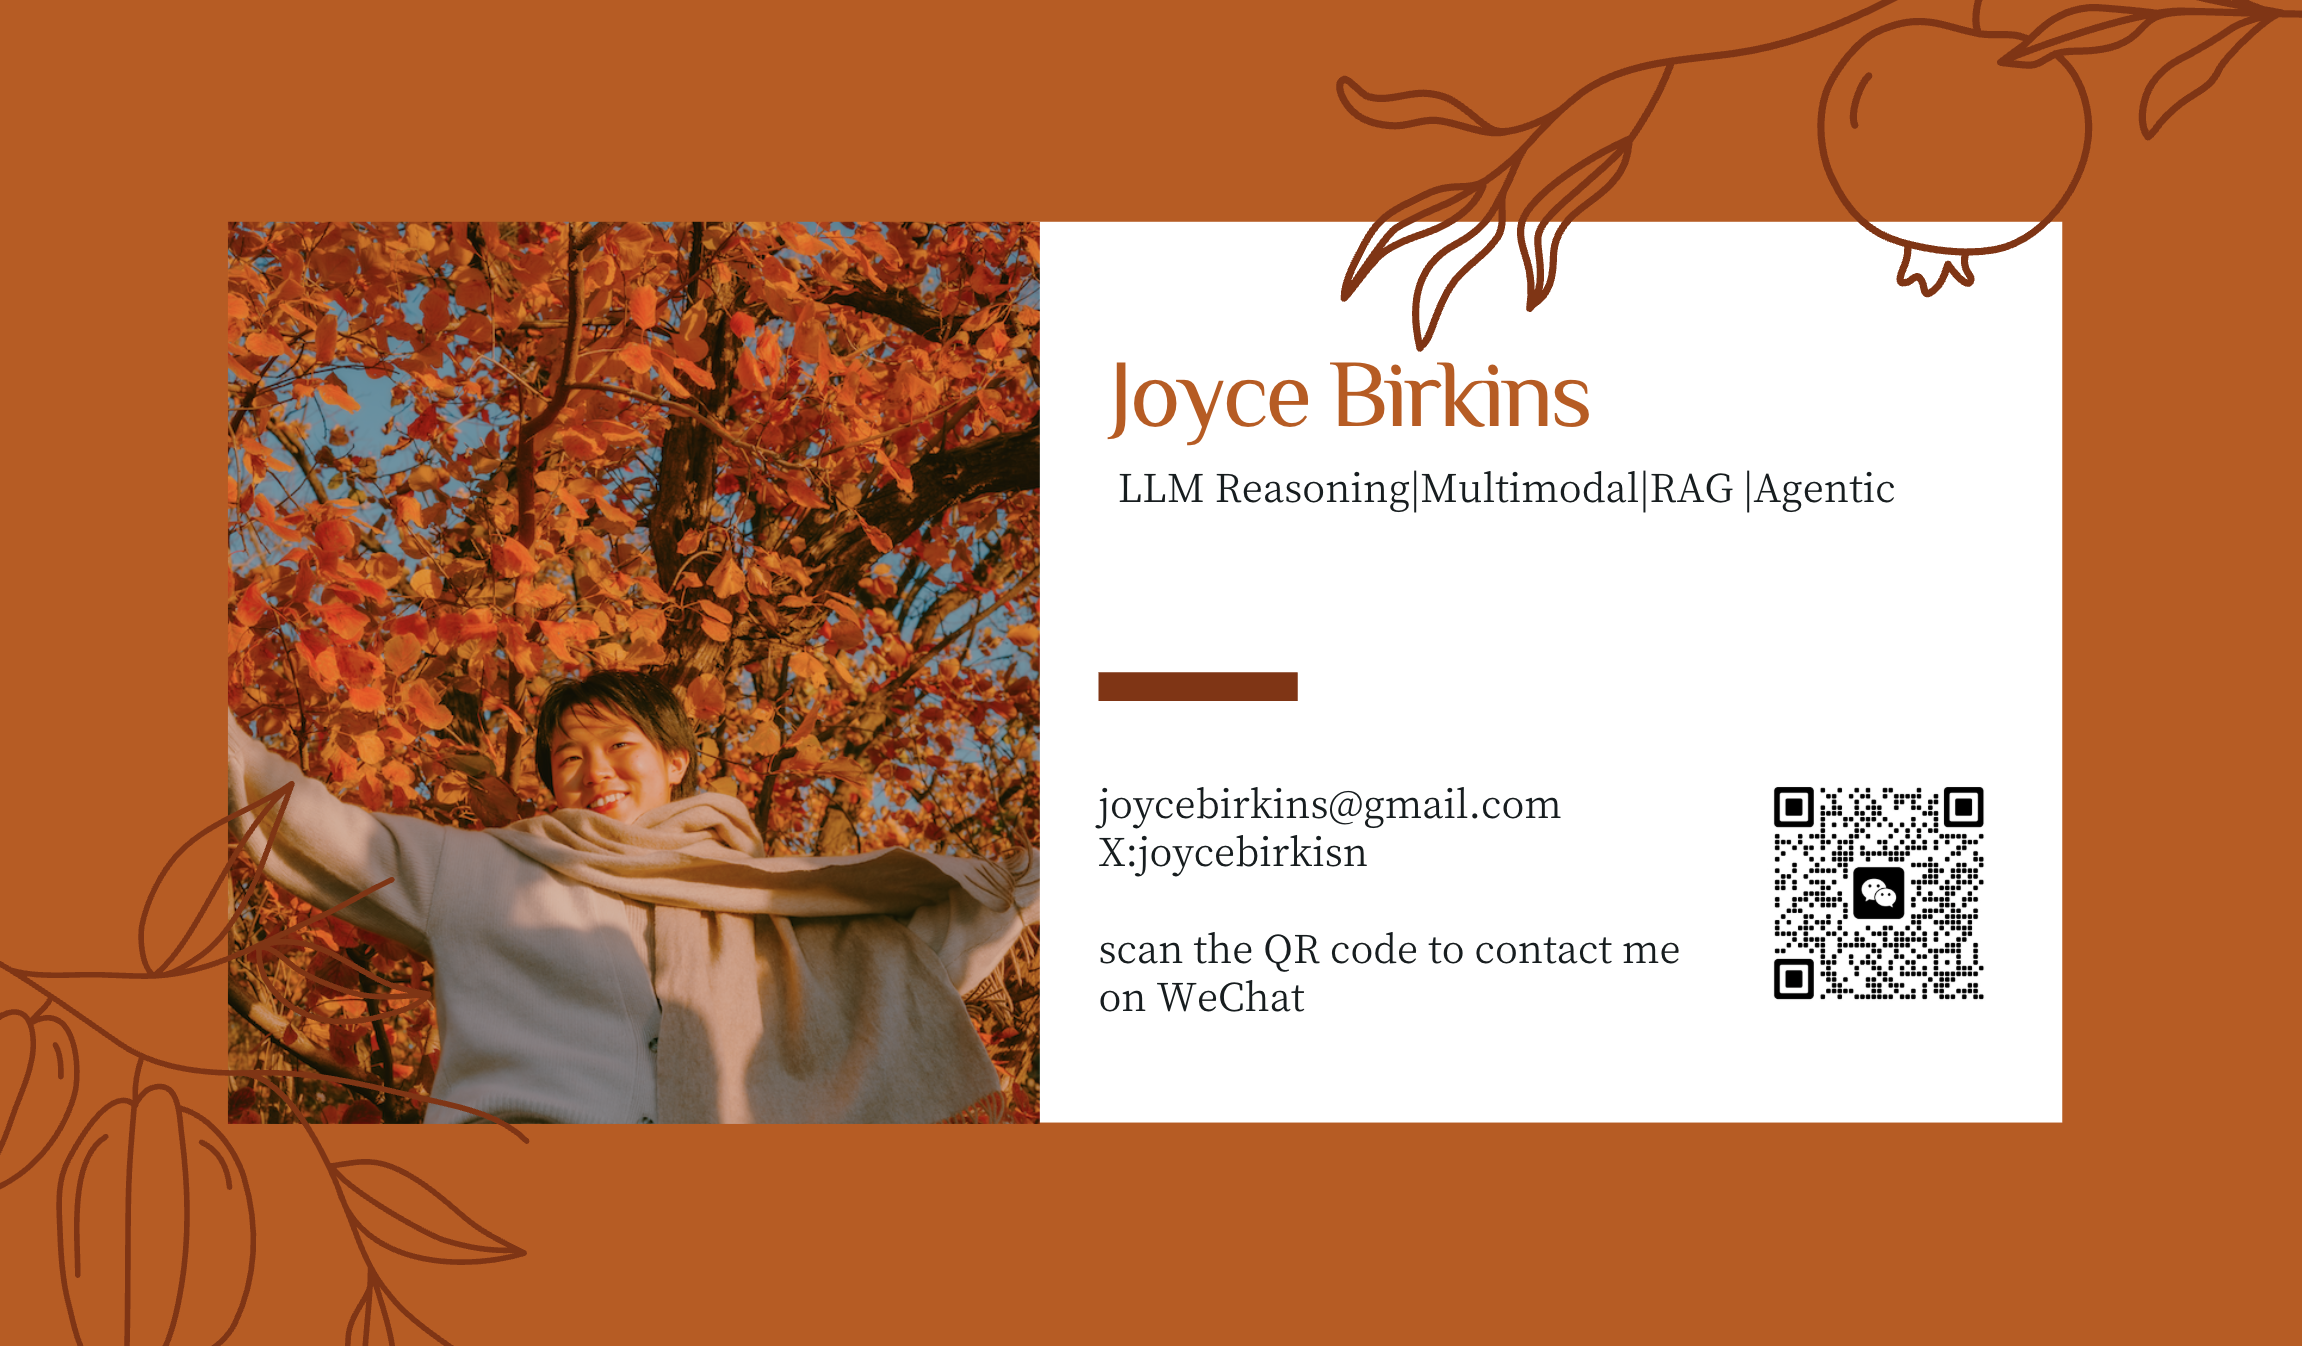 Joyce Birkins
LLM Reasoning|Multimodal|RAG |Agentic
joycebirkins@gmail.com
X:joycebirkisn
scan the QR code to contact me
on WeChat